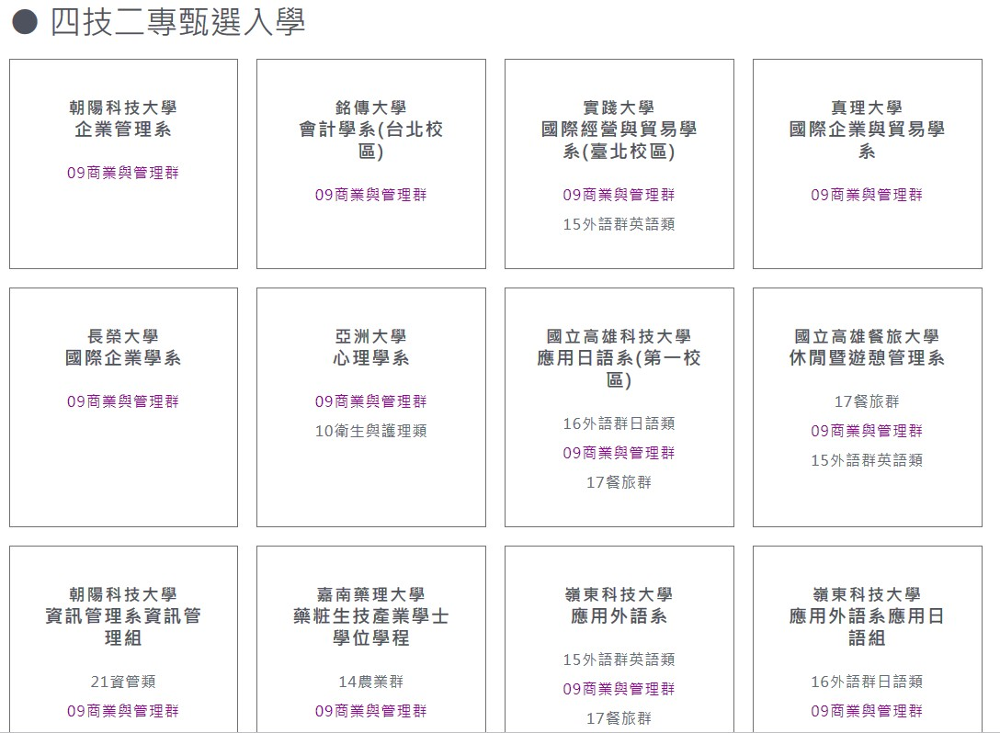 ● 四技二專甄選入學
朝陽科技大學
企業管理系
09商業與管理群
銘傳大學
會計學系(台北校
區)
09商業與管理群
實踐大學
國際經營與貿易學
系(臺北校區)
09商業與管理群
15外語群英語類
真理大學
國際企業與貿易學
系
09商業與管理群
長榮大學
國際企業學系
09商業與管理群
亞洲大學
心理學系
09商業與管理群
10衛生與護理類
國立高雄科技大學
應用日語系(第一校
區)
16外語群日語類
09商業與管理群
17餐旅群
國立高雄餐旅大學
休閒暨遊憩管理系
17餐旅群
09商業與管理群
15外語群英語類
朝陽科技大學
資訊管理系資訊管
理組
21資管類
09商業與管理群
嘉南藥理大學
藥粧生技產業學士
學位學程
14農業群
09商業與管理群
嶺東科技大學
應用外語系
15外語群英語類
09商業與管理群
17餐旅群
嶺東科技大學
應用外語系應用日
語組
16外語群日語類
09商業與管理群